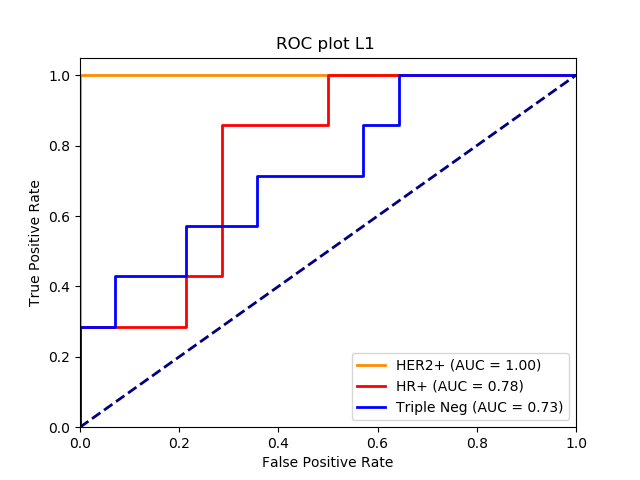 ROC plot L1
True Positive Rate
1.0
0.8
0.6
0.4
0.2
0.0
HER2+ (AUC = 1.00)
HR+ (AUC = 0.78)
Triple Neg (AUC = 0.73)
0.0 0.2 0.4 0.6 0.8 1.0
False Positive Rate